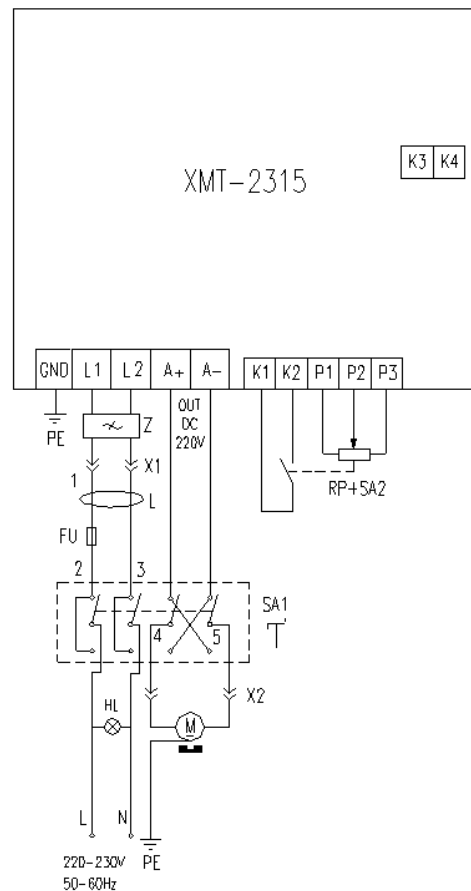 K3 K4
XMT-2315
GND L1 L2 A+ A- K1 K2 P1 P2 P3
PE
Z
OUT
DC
220V
1
X1
RP+SA2
L
FU
2 3
SA1
4 5
X2
HL
M
L N
PE
220-230V
50-60Hz